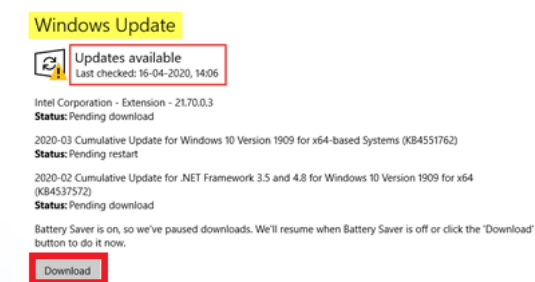 Windows Update
Updates available
Last checked: 16-04-2020, 14:06
Intel Corporation - Extension - 21.70.0.3
Status: Pending download
2020-03 Cumulative Update for Windows 10 Version 1909 for x64-based Systems (KB4551762)
Status: Pending restart
2020-02 Cumulative Update for .NET Framework 3.5 and 4.8 for Windows 10 Version 1909 for x64
(KB4537572)
Status: Pending download
Battery Saver is on, so we've paused downloads. We'll resume when Battery Saver is off or click the 'Download'
button to do it now.
Download